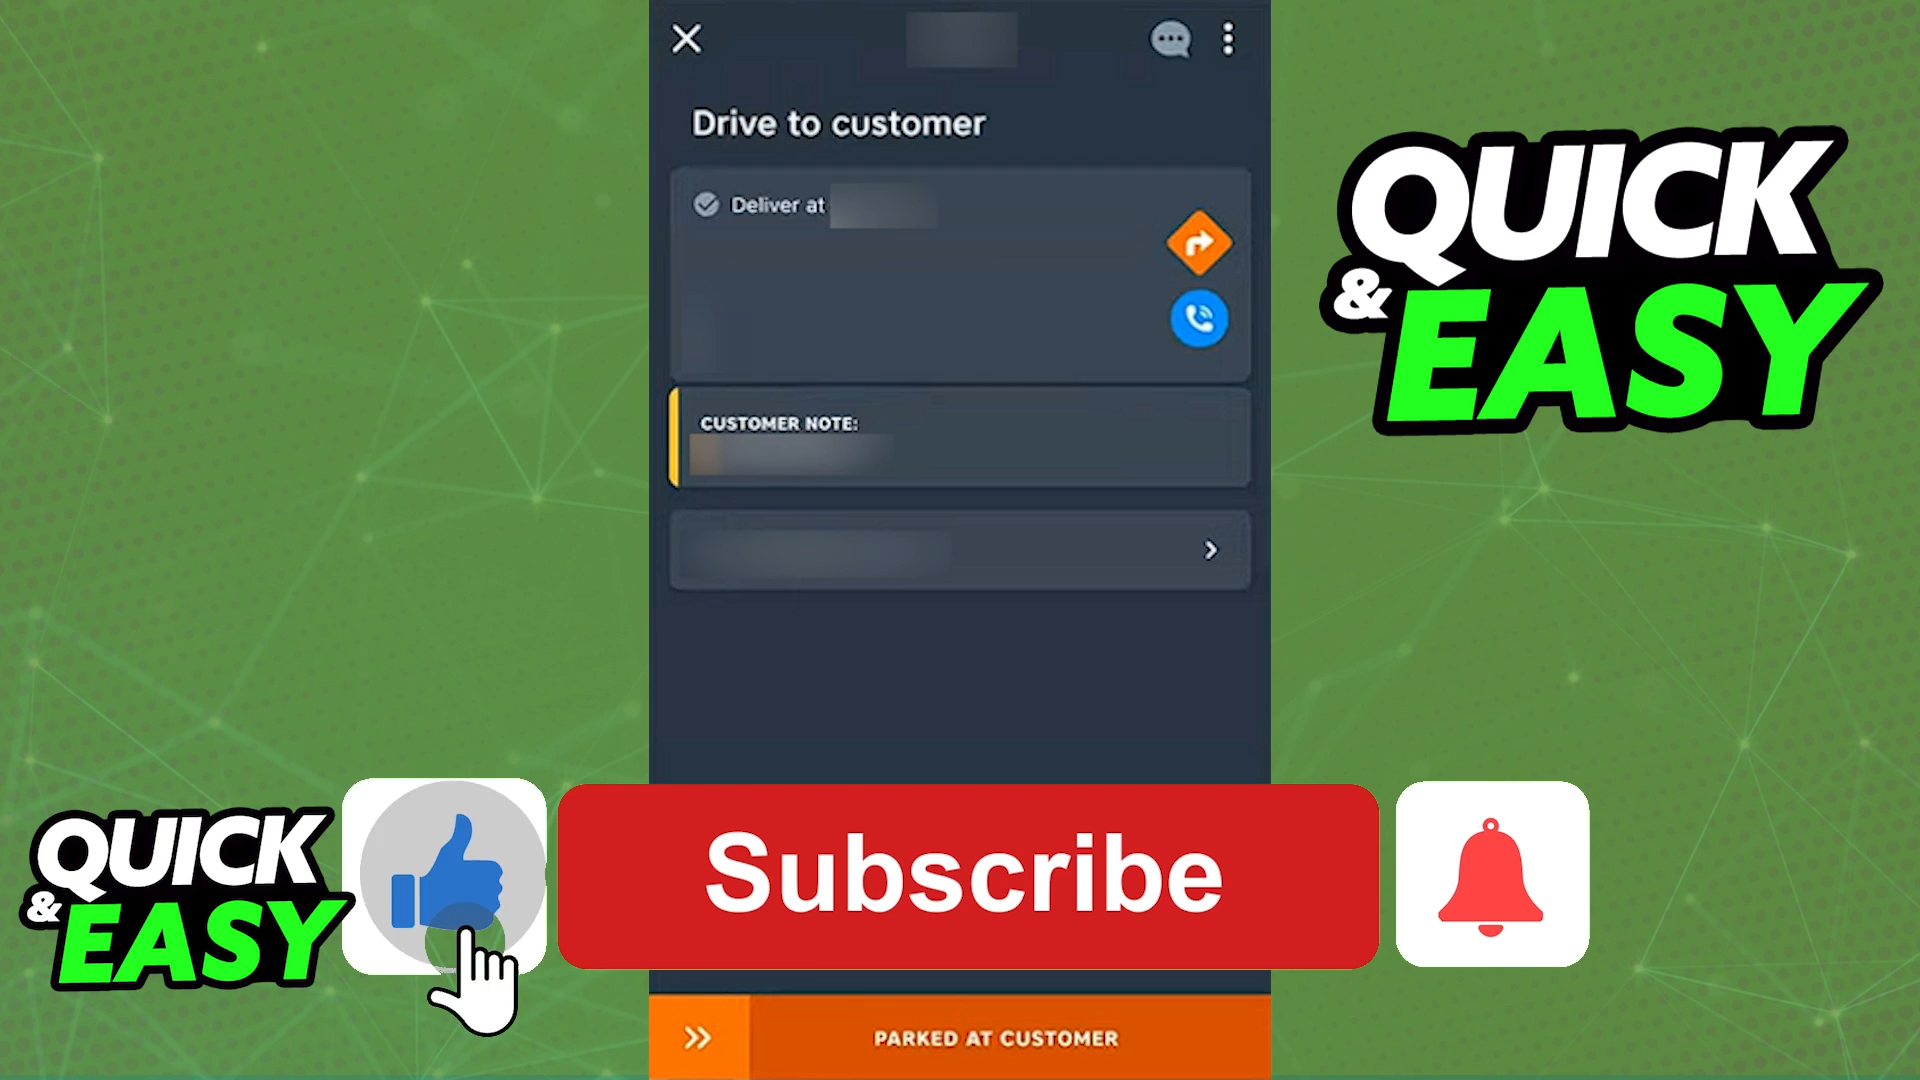 Drive to customer
Deliver at
CUSTOMER NOTE:
QUICK
& EASY
QUICK
& EASY
Subscribe
PARKED AT CUSTOMER